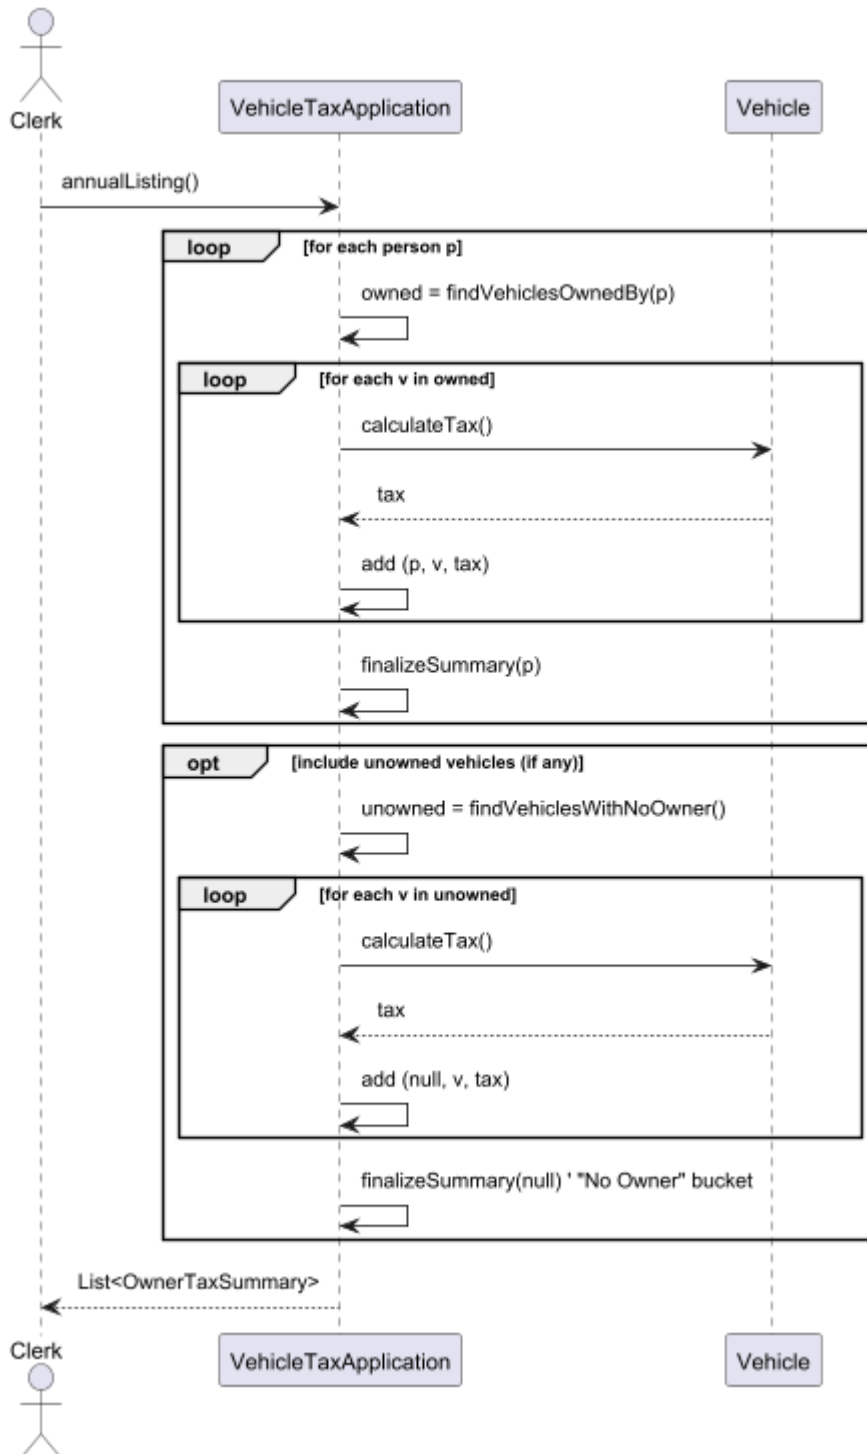 Clerk
VehicleTaxApplication
Vehicle
annualListing()
loop
[for each person p]
owned = findVehiclesOwnedBy(p)
loop
[for each v in owned]
calculateTax()
tax
add (p, v, tax)
finalizeSummary(p)
opt
[include unowned vehicles (if any)]
unowned = findVehiclesWithNoOwner()
loop
[for each v in unowned]
calculateTax()
tax
add (null, v, tax)
finalizeSummary(null) ' "No Owner" bucket
List<OwnerTaxSummary>
Clerk
VehicleTaxApplication
Vehicle